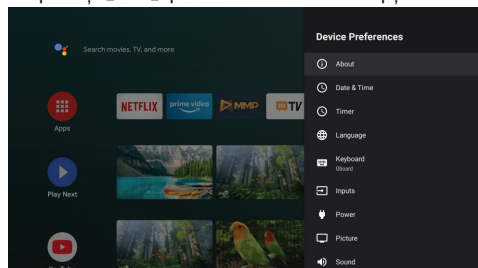 Device Preferences
Search movies, TV, and more
About
Date & Time
NETFLIX
prime video
MMP
TV
Timer
Apps
Language
Keyboard
Gboard
Inputs
Play Next
Power
Picture
Sound